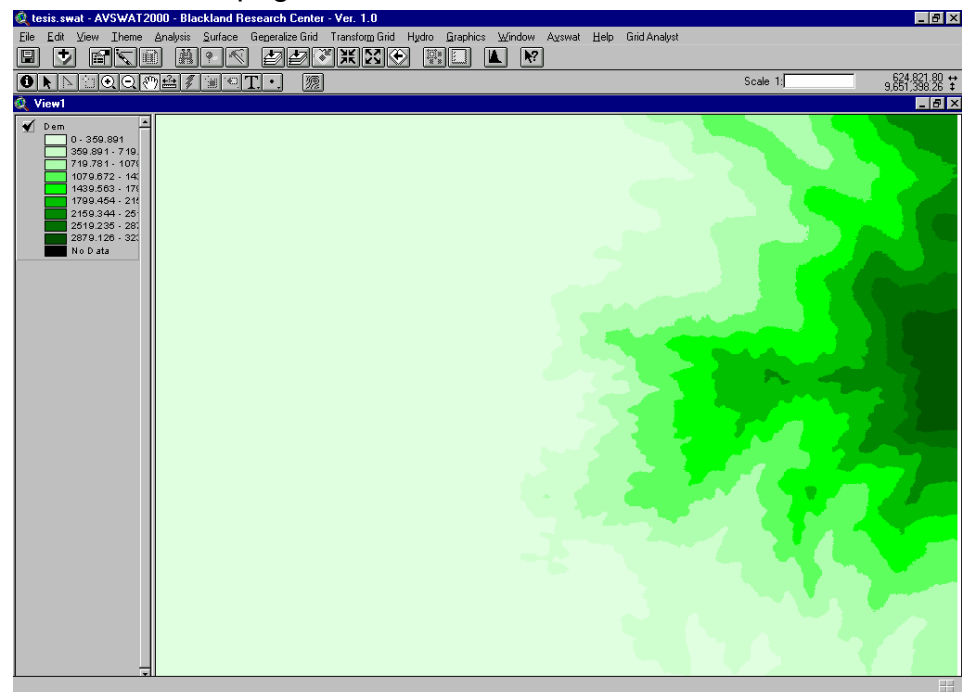 tesis.swat - AVSWAT2000 - Blackland Research Center - Ver. 1.0
File Edit View Theme Analysis Surface Generalize Grid Transform Grid Hydro Graphics Window Avswat Help Grid Analyst
T
Scale 1: 624,821.80
9,651,398.26
View1
Dem
0 - 359.891
359.891 - 719.
719.781 - 107
1079.672 - 14
1439.563 - 17
1799.454 - 21
2159.344 - 25
2519.235 - 28
2879.126 - 32
No Data